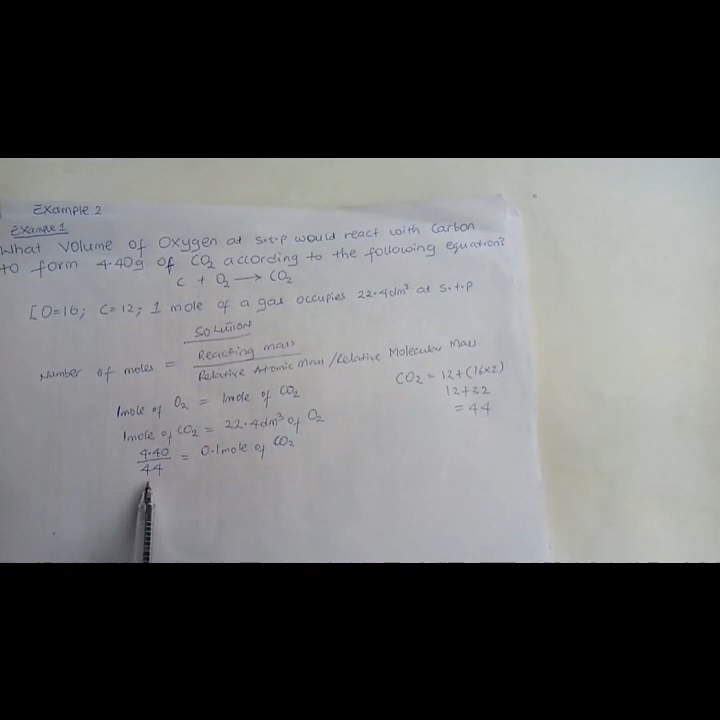 Example 2
Example 1
What Volume of Oxygen at s.t.p would react with Carbon
to form 4.40g of CO₂ according to the following equation?
C + O₂ → CO₂
[O=16; C=12; 1 mole of a gas occupies 22.4dm³ at s.t.p
SOLUTION
Number of moles = Reacting mass
Relative Atomic Mass / Relative Molecular Mass
CO₂ = 12+(16×2)
12+32
= 44
1mole of O₂ = 1mole of CO₂
1mole of CO₂ = 22.4dm³ of O₂
4.40/44 = 0.1mole of CO₂